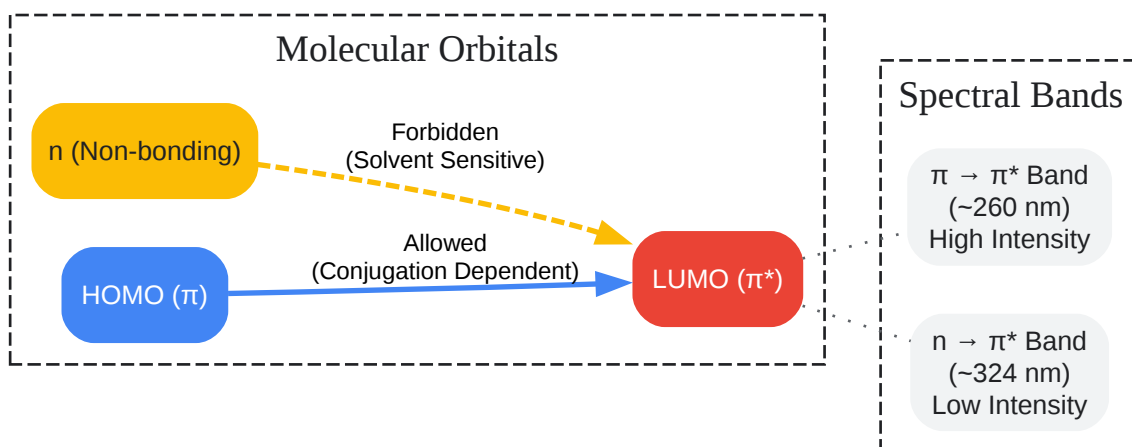 Molecular Orbitals
n (Non-bonding)
Forbidden
(Solvent Sensitive)
HOMO (π)
Allowed
(Conjugation Dependent)
LUMO (π*)
Spectral Bands
π → π* Band
(~260 nm)
High Intensity
n → π* Band
(~324 nm)
Low Intensity